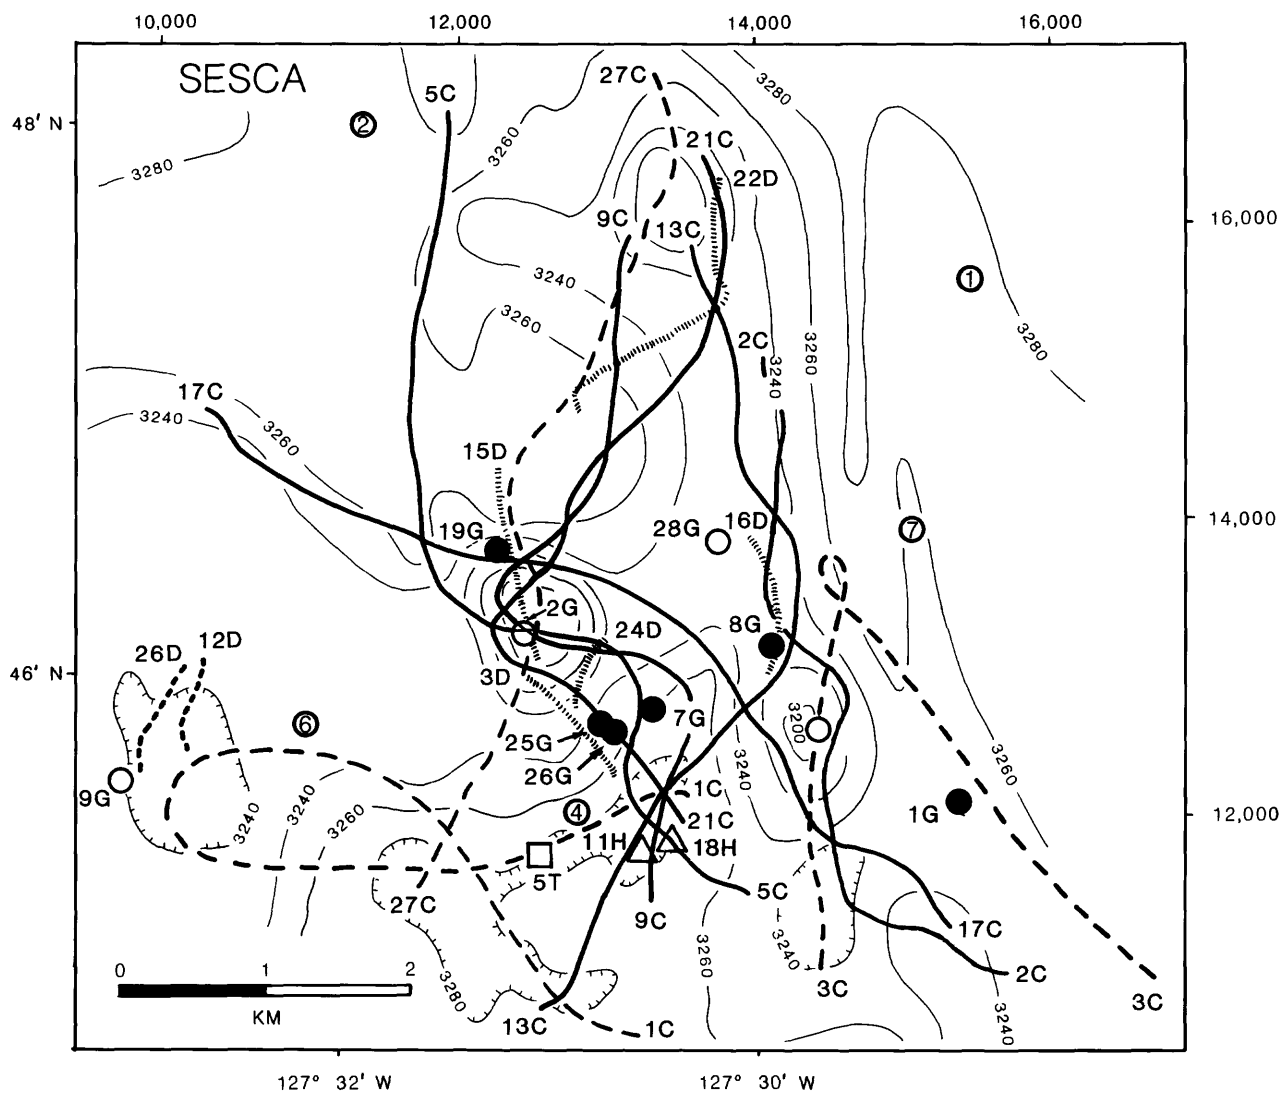 10,000
12,000
14,000
16,000
SESCA
27C
3280
5C
48' N
2
3260
21C
3280
22D
9C
13C
16,000
3240
1
3260
2C
3260
3280
3240
17C
3240
3260
15D
19G
28G
16D
7
14,000
2G
24D
8G
26D
12D
46' N
3D
7G
3200
6
25G
26G
3240
3260
9G
1C
3240
3240
3260
4
21C
1G
12,000
11H
18H
5T
27C
5C
9C
17C
3260
3240
3280
2C
3240
0
1
2
3C
3C
KM
13C
1C
127° 32' W
127° 30' W